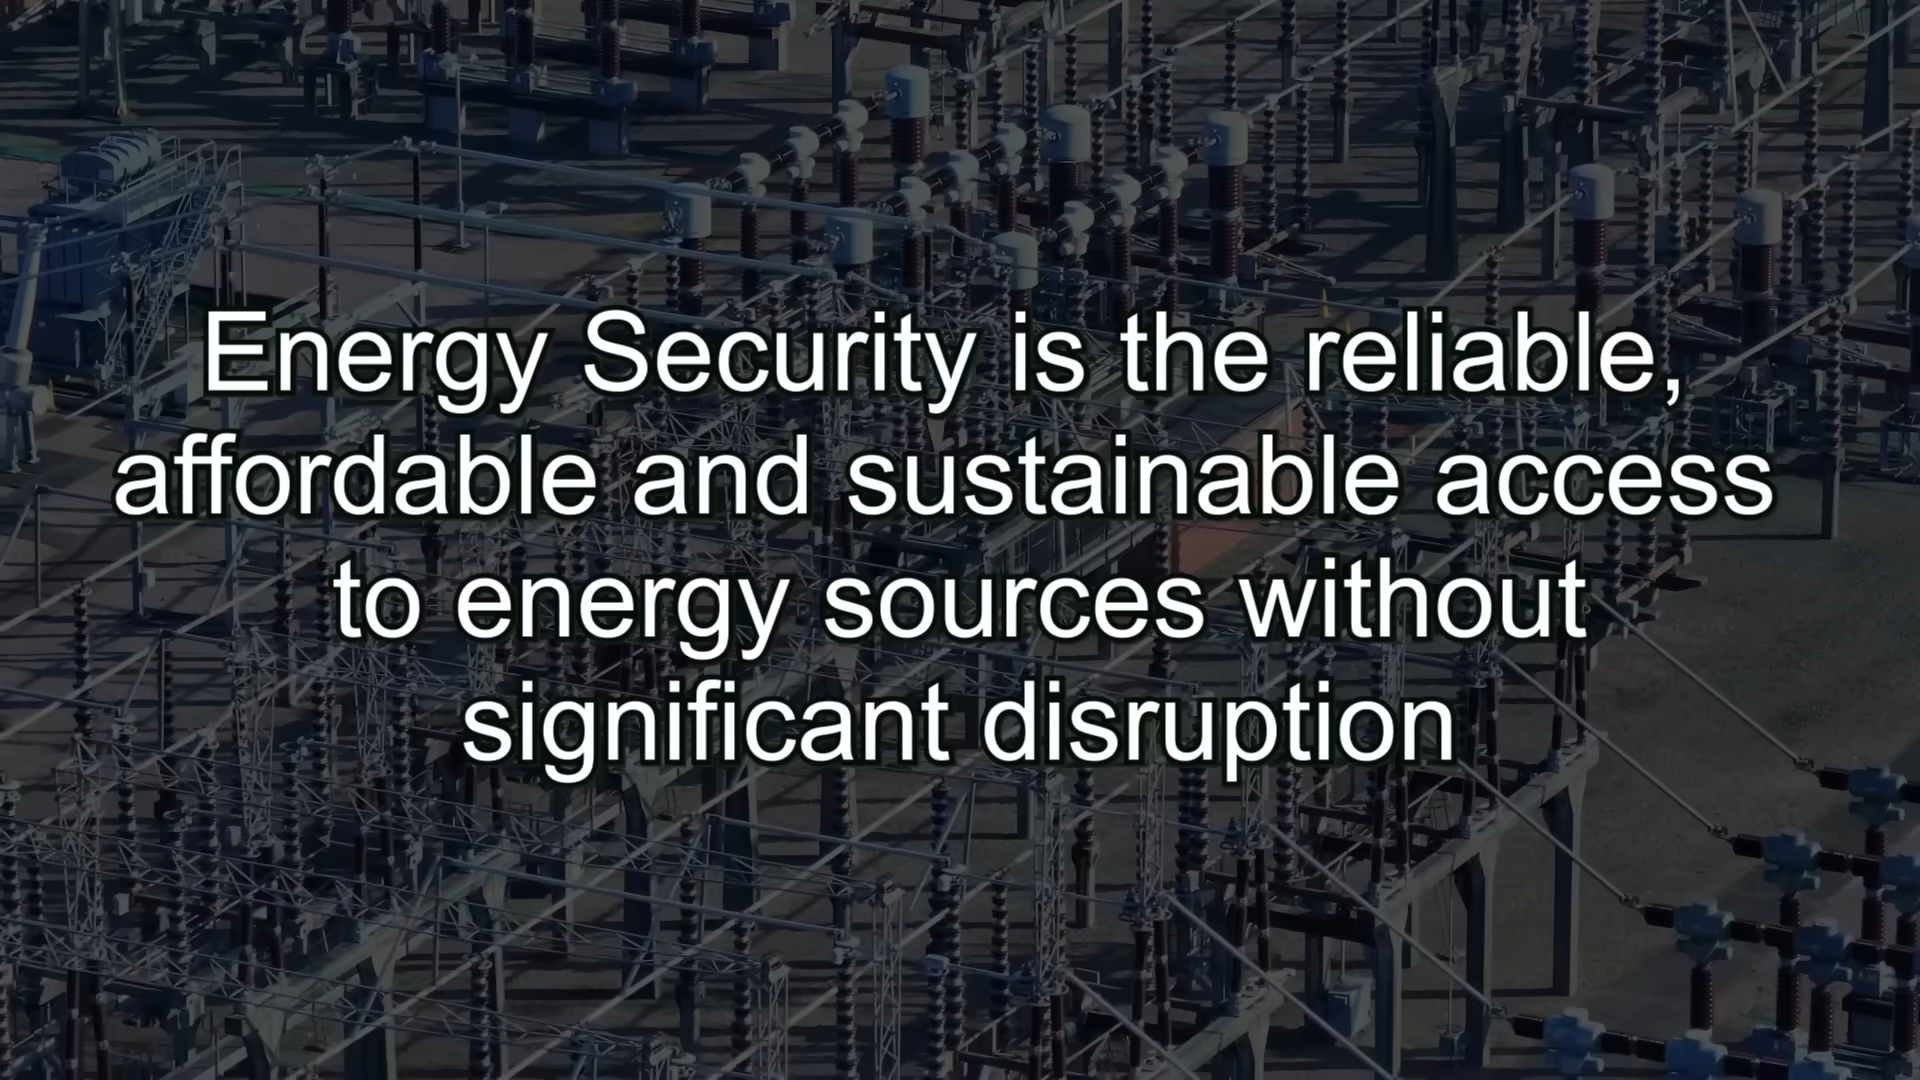 Energy Security is the reliable,
affordable and sustainable access
to energy sources without
significant disruption